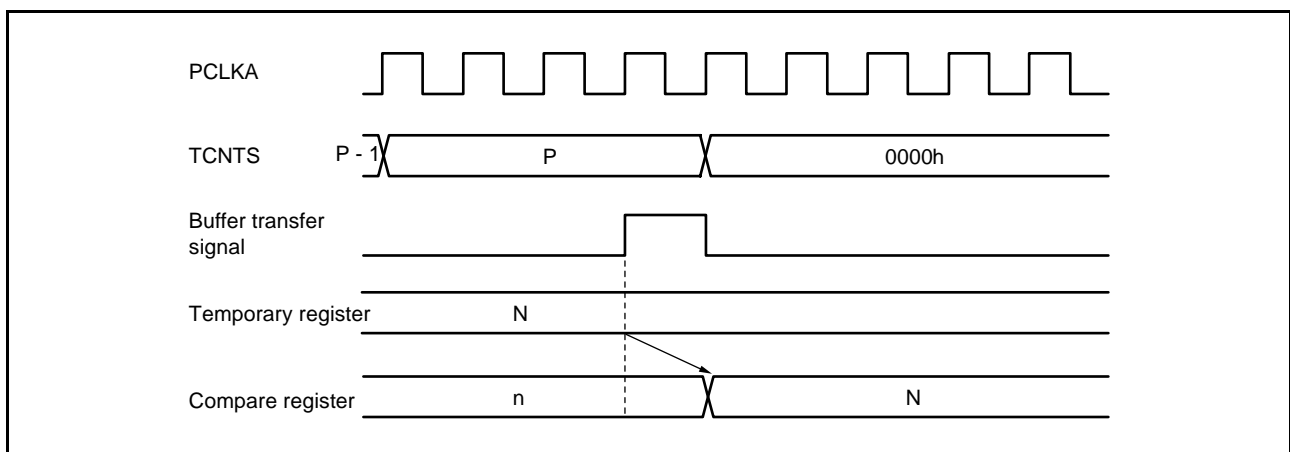 PCLKA
TCNTS P - 1 P 0000h
Buffer transfer
signal
Temporary register N
Compare register n N